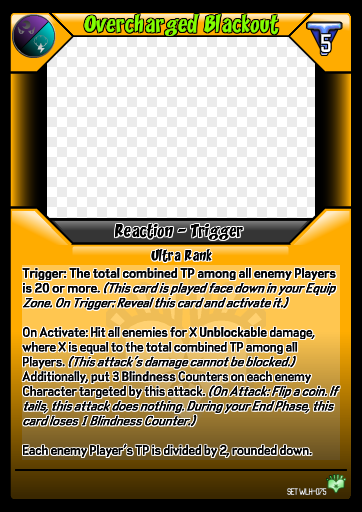 Overcharged Blackout
5
Reaction - Trigger
Ultra Rank
Trigger: The total combined TP among all enemy Players
is 20 or more. (This card is played face down in your Equip
Zone. On Trigger: Reveal this card and activate it.)
On Activate: Hit all enemies for X Unblockable damage,
where X is equal to the total combined TP among all
Players. (This attack's damage cannot be blocked.)
Additionally, put 3 Blindness Counters on each enemy
Character targeted by this attack. (On Attack: Flip a coin. If
tails, this attack does nothing. During your End Phase, this
card loses 1 Blindness Counter.)
Each enemy Player's TP is divided by 2, rounded down.
SET WLH-075